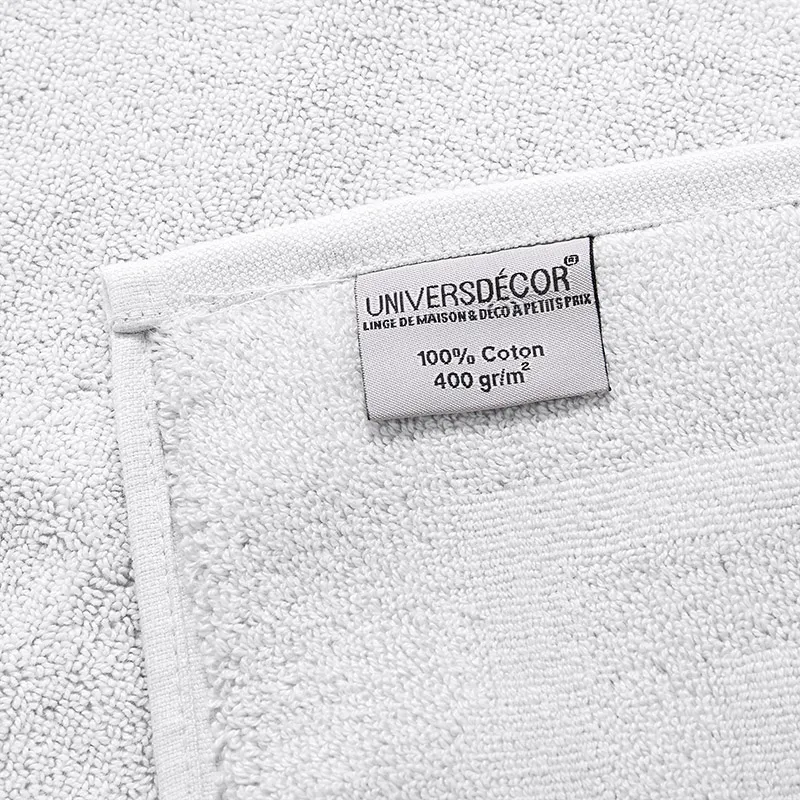 UNIVERSDÉCOR®
LINGE DE MAISON & DÉCO À PETITS PRIX
100% Coton
400 gr/m²